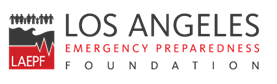 LAEPF
LOS ANGELES
EMERGENCY PREPAREDNESS
FOUNDATION